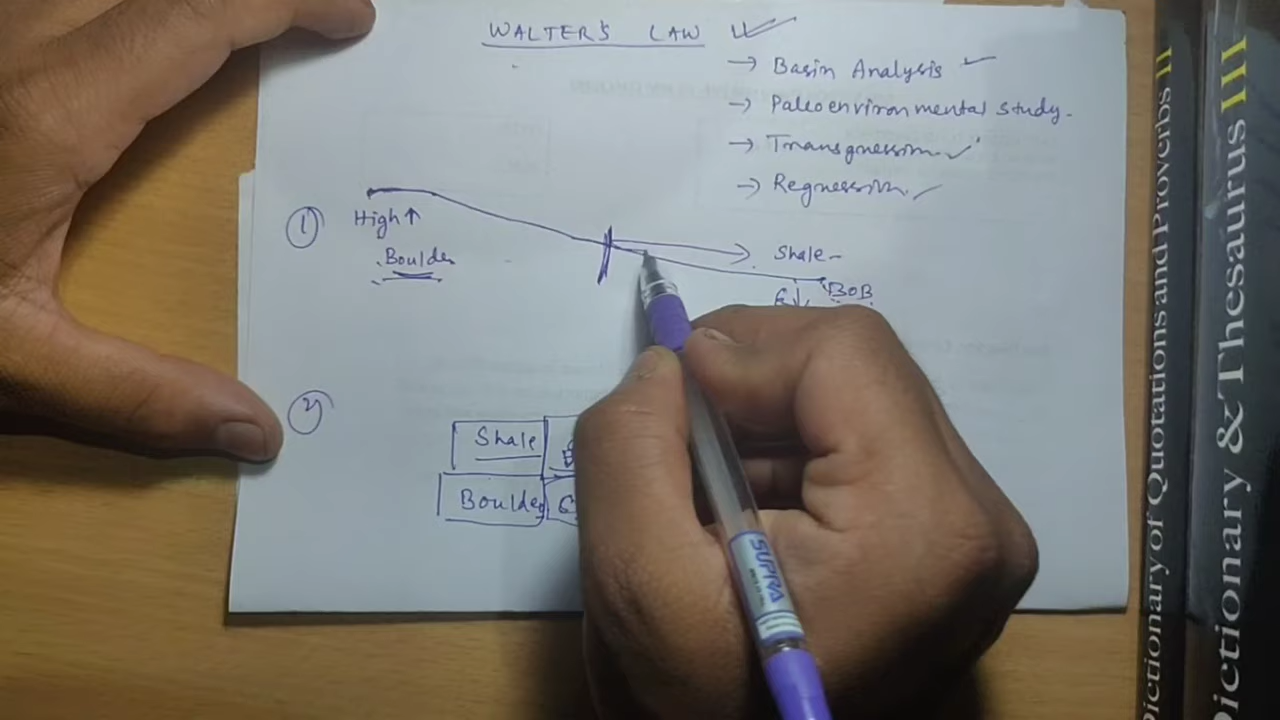 WALTER'S LAW
→ Basin Analysis
→ Paleoenvironmental study.
→ Transgression
→ Regression
1
High ↑
Boulder
Shale
E↓
BOB
2
Shale
Boulder
SUPRA
Dictionary of Quotations and Proverbs II
Dictionary & Thesaurus III